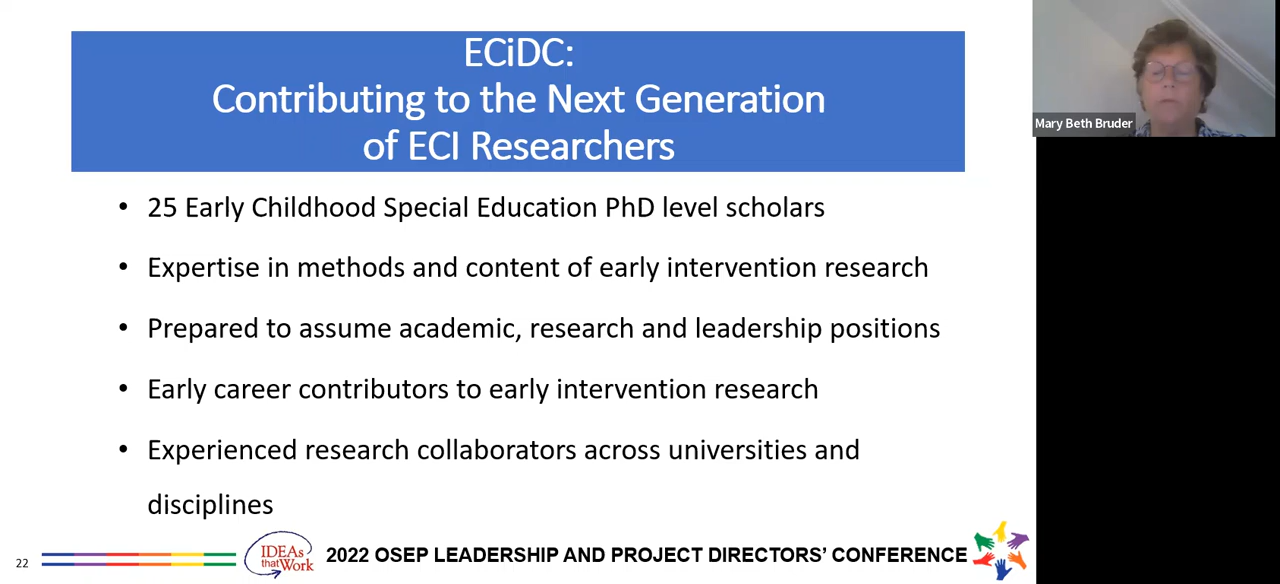 ECiDC:
Contributing to the Next Generation
of ECI Researchers
Mary Beth Bruder
• 25 Early Childhood Special Education PhD level scholars
• Expertise in methods and content of early intervention research
• Prepared to assume academic, research and leadership positions
• Early career contributors to early intervention research
• Experienced research collaborators across universities and
disciplines
22
IDEAs
that Work
2022 OSEP LEADERSHIP AND PROJECT DIRECTORS’ CONFERENCE